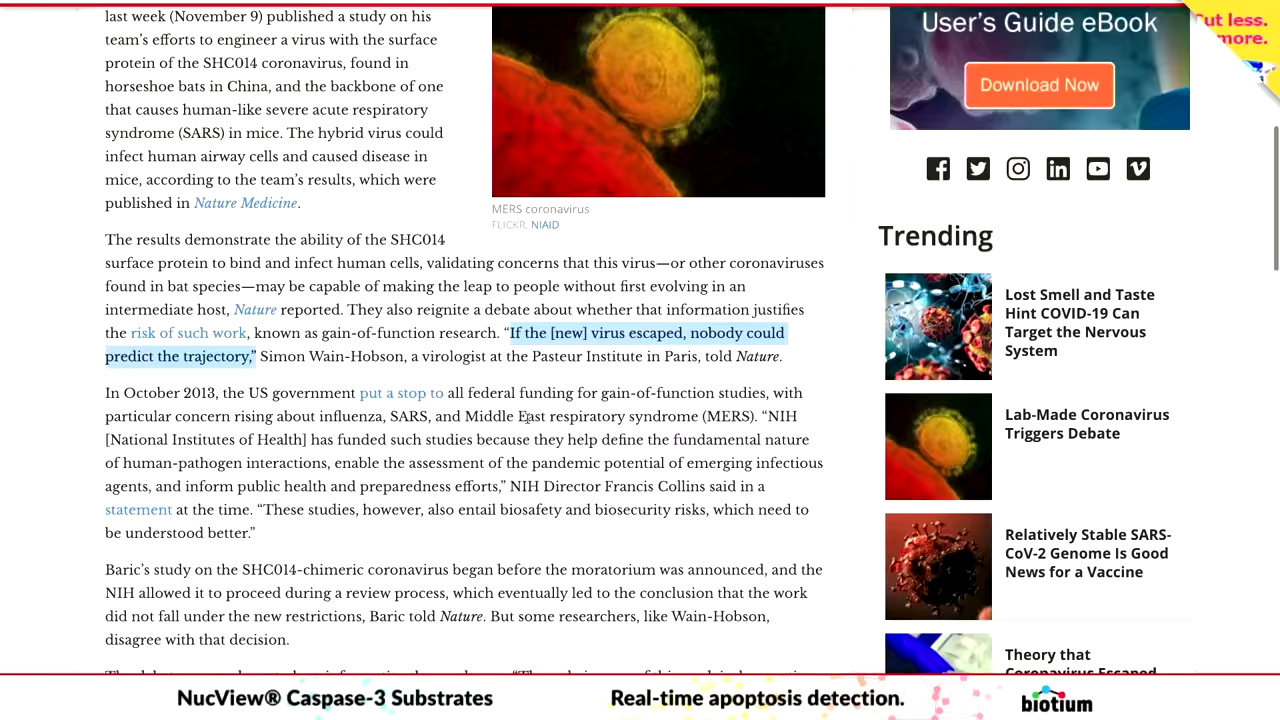 last week (November 9) published a study on his
team’s efforts to engineer a virus with the surface
protein of the SHC014 coronavirus, found in
horseshoe bats in China, and the backbone of one
that causes human-like severe acute respiratory
syndrome (SARS) in mice. The hybrid virus could
infect human airway cells and caused disease in
mice, according to the team’s results, which were
published in Nature Medicine.
MERS coronavirus
FLICKR, NIAID
The results demonstrate the ability of the SHC014
surface protein to bind and infect human cells, validating concerns that this virus—or other coronaviruses
found in bat species—may be capable of making the leap to people without first evolving in an
intermediate host, Nature reported. They also reignite a debate about whether that information justifies
the risk of such work, known as gain-of-function research. “If the [new] virus escaped, nobody could
predict the trajectory,” Simon Wain-Hobson, a virologist at the Pasteur Institute in Paris, told Nature.
In October 2013, the US government put a stop to all federal funding for gain-of-function studies, with
particular concern rising about influenza, SARS, and Middle East respiratory syndrome (MERS). “NIH
[National Institutes of Health] has funded such studies because they help define the fundamental nature
of human-pathogen interactions, enable the assessment of the pandemic potential of emerging infectious
agents, and inform public health and preparedness efforts,” NIH Director Francis Collins said in a
statement at the time. “These studies, however, also entail biosafety and biosecurity risks, which need to
be understood better.”
Baric’s study on the SHC014-chimeric coronavirus began before the moratorium was announced, and the
NIH allowed it to proceed during a review process, which eventually led to the conclusion that the work
did not fall under the new restrictions, Baric told Nature. But some researchers, like Wain-Hobson,
disagree with that decision.
User’s Guide eBook
Download Now
ut less.
more.
Trending
Lost Smell and Taste
Hint COVID-19 Can
Target the Nervous
System
Lab-Made Coronavirus
Triggers Debate
Relatively Stable SARS-
CoV-2 Genome Is Good
News for a Vaccine
Theory that
Coronavirus Escaped
NucView® Caspase-3 Substrates
Real-time apoptosis detection.
biotium